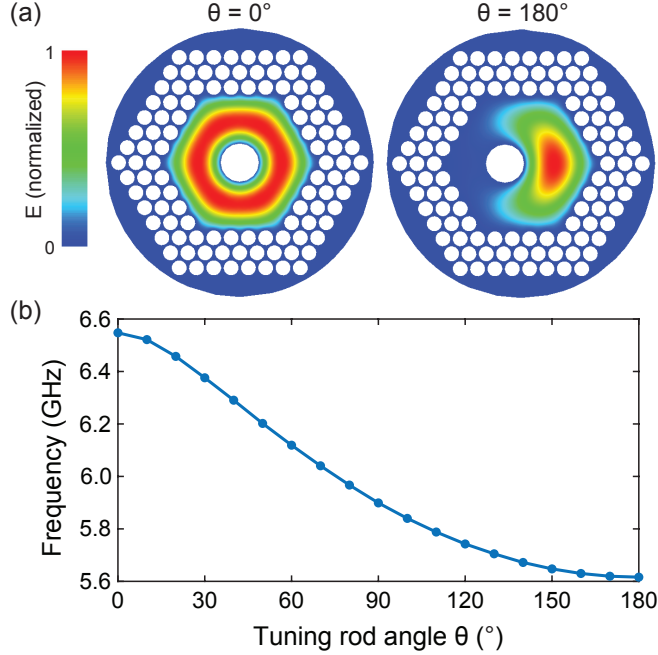 (a)
θ = 0°
θ = 180°
1
E (normalized)
0
(b)
6.6
6.4
6.2
6.0
5.8
5.6
Frequency (GHz)
0 30 60 90 120 150 180
Tuning rod angle θ (°)